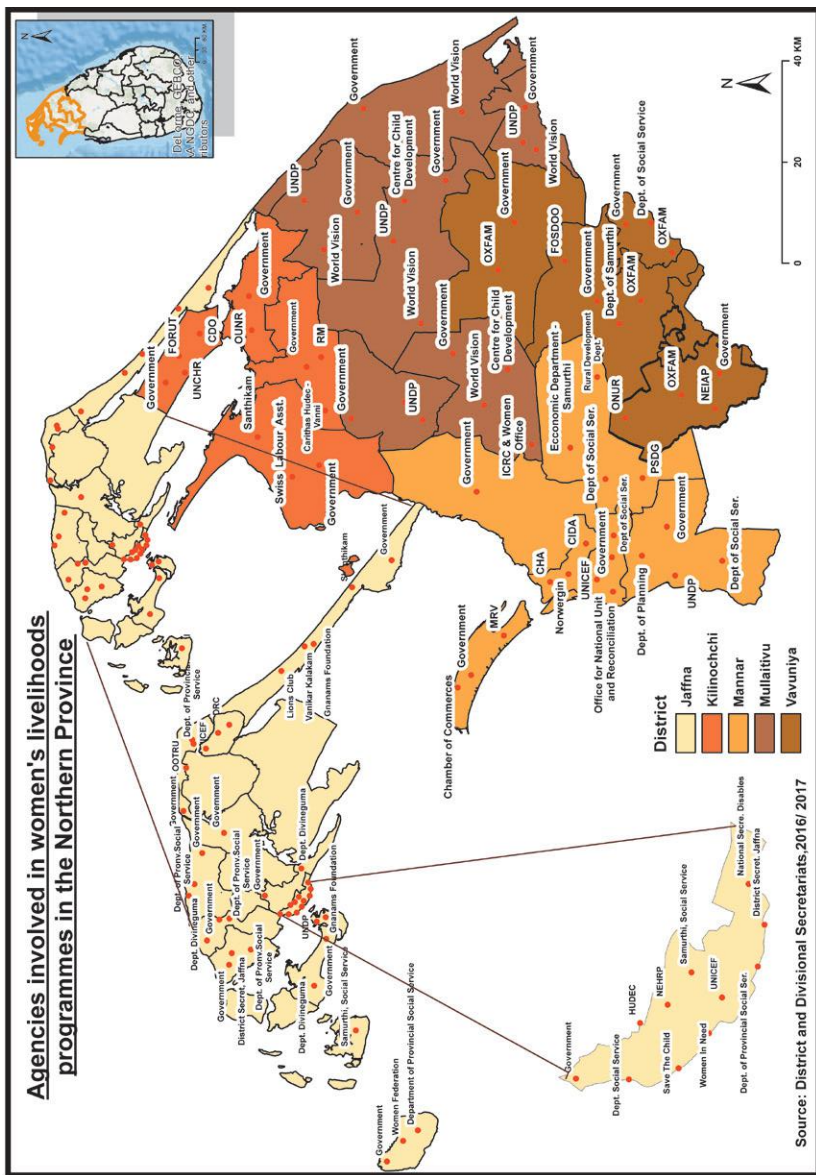 Agencies involved in women's livelihoods
programmes in the Northern Province
N
DeLorme, GEBCO,
NGDC, and other
N
0
20
40 KM
District
Jaffna
Kilinochchi
Mannar
Mullaitivu
Vavuniya
Source: District and Divisional Secretariats,2016/ 2017
Government
FORUT
UNCHR
CDO
OUNR
Government
Government
RM
Santhikam
Swiss Labour Asst.
Carithas Hudec -
Vanni
Government
Government
UNDP
World Vision
Government
UNDP
Government
World Vision
Centre for Child
Development
Government
World Vision
Government
UNDP
World Vision
World Vision
Government
Centre for Child
Development
World Vision
UNDP
ICRC & Women
Office
OXFAM
Government
FOSDOO
Government
Dept. of Social Service
OXFAM
Government
Dept. of Samurthi
OXFAM
Rural Development
Dept.
Ecconomic Department -
Samurthi
ONUR
OXFAM
NEIAP
Government
Government
Dept of Social Ser.
PSDG
CHA
Norwergin
CIDA
UNICEF
Government
Office for National Unit
and Reconciliation
Dept of Social Ser.
Dept. of Planning
Government
UNDP
Dept of Social Ser.
Chamber of Commerces
Government
MRV
Government
Lions Club
Vanikar Kalakam
Gnanams Foundation
Dept. of Provincial
Service
OOTRU
Government
Government
Government
Dept. of Pronv.Social
Service
Dept. Divineguma
Government
Dept. of Pronv.Social
Service
Government
Dept. Divineguma
UNDP
Gnanams Foundation
Government
District Secret, Jaffna
Dept. of Pronv.Social
Service
Government
Dept. Divineguma
Samurthi, Social Service
Government
Women Federation
Department of Provincial Social Service
Government
Dept. Social Service
HUDEC
Save The Child
NEHRP
Women In Need
Samurthi, Social Service
UNICEF
Dept. of Provincial Social Ser.
National Secre. Disables
District Secret. Jaffna